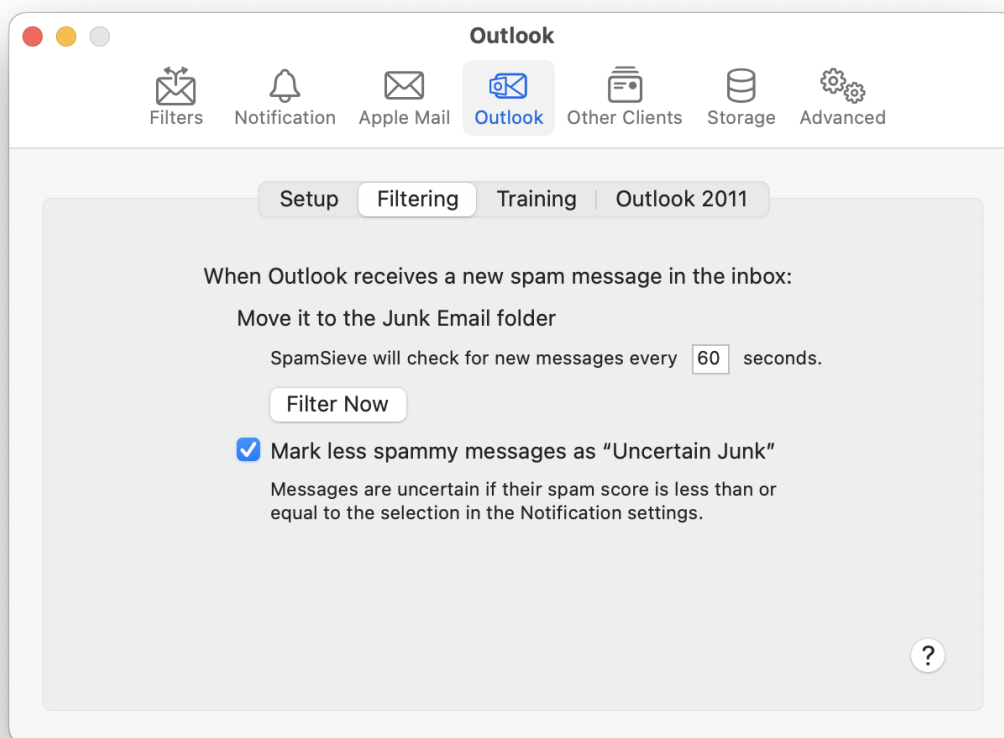 Outlook
Filters Notification Apple Mail Outlook Other Clients Storage Advanced
Setup Filtering Training Outlook 2011
When Outlook receives a new spam message in the inbox:
Move it to the Junk Email folder
SpamSieve will check for new messages every 60 seconds.
Filter Now
Mark less spammy messages as “Uncertain Junk”
Messages are uncertain if their spam score is less than or
equal to the selection in the Notification settings.
?